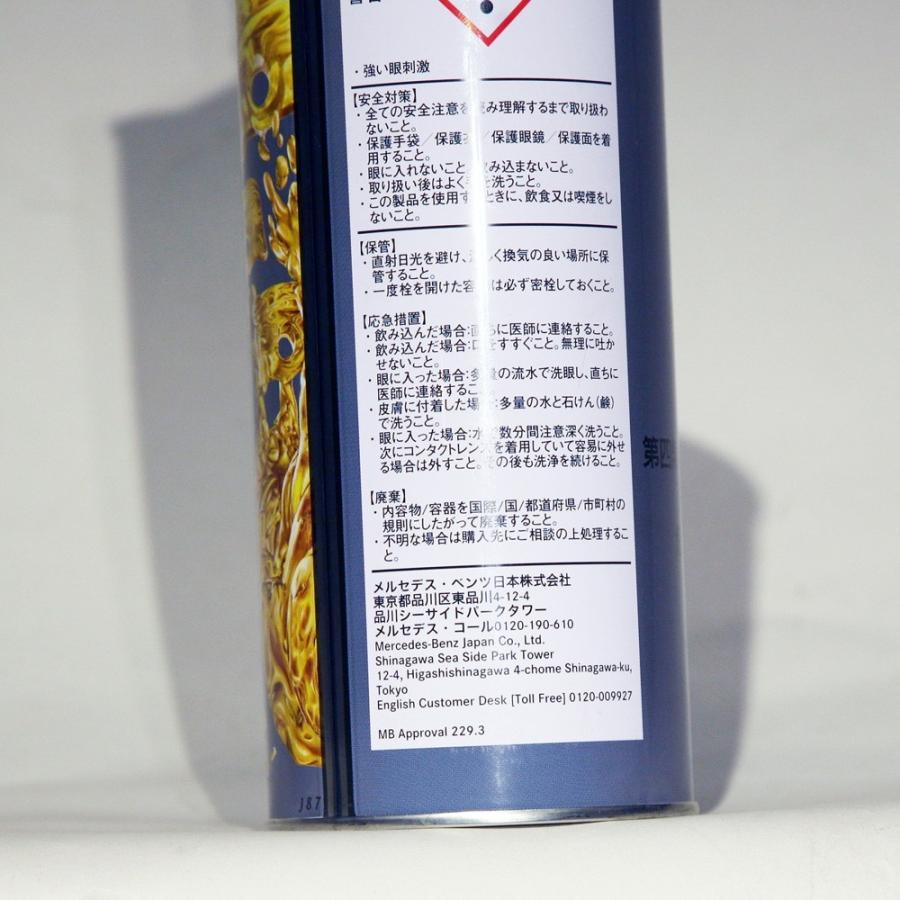 ・強い眼刺激
【安全対策】
・全ての安全注意を読み理解するまで取り扱わ
ないこと。
・保護手袋／保護衣／保護眼鏡／保護面を着
用すること。
・眼に入れないこと。飲み込まないこと。
・取り扱い後はよく手を洗うこと。
・この製品を使用するときに、飲食又は喫煙をし
ないこと。
【保管】
・直射日光を避け、涼しく換気の良い場所に保
管すること。
・一度栓を開けた容器は必ず密栓しておくこと。
【応急措置】
・飲み込んだ場合:直ちに医師に連絡すること。
・飲み込んだ場合:口をすすぐこと。無理に吐か
せないこと。
・眼に入った場合:多量の流水で洗眼し、直ちに
医師に連絡すること。
・皮膚に付着した場合:多量の水と石けん(鹸)
で洗うこと。
・眼に入った場合:水で数分間注意深く洗うこと。
次にコンタクトレンズを着用していて容易に外せ
る場合は外すこと。その後も洗浄を続けること。
【廃棄】
・内容物/容器を国際/国/都道府県/市町村の
規則にしたがって廃棄すること。
・不明な場合は購入先にご相談の上処理するこ
と。
メルセデス・ベンツ日本株式会社
東京都品川区東品川4-12-4
品川シーサイドパークタワー
メルセデス・コール0120-190-610
Mercedes-Benz Japan Co., Ltd.
Shinagawa Sea Side Park Tower
12-4, Higashishinagawa 4-chome Shinagawa-ku,
Tokyo
English Customer Desk [Toll Free] 0120-009927
MB Approval 229.3
第四
J87